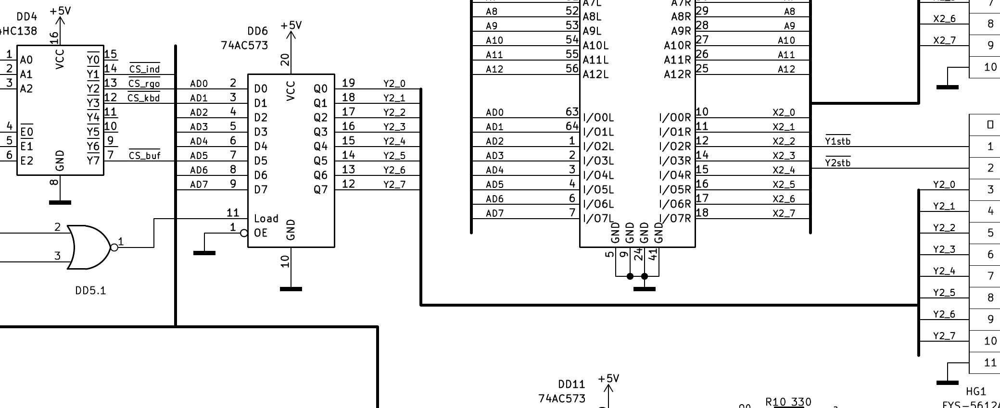 DD4
4HC138
+5V
16
VCC
1 A0
2 A1
3 A2
4 E0
5 E1
6 E2
GND
8
Y0 15
Y1 14 CS_ind
Y2 13 CS_rgo
Y3 12 CS_kbd
Y4 11
Y5 10
Y6 9
Y7 7 CS_buf
2
3
1
DD5.1
DD6
74AC573
+5V
20
VCC
AD0 2 D0 Q0 19 Y2_0
AD1 3 D1 Q1 18 Y2_1
AD2 4 D2 Q2 17 Y2_2
AD3 5 D3 Q3 16 Y2_3
AD4 6 D4 Q4 15 Y2_4
AD5 7 D5 Q5 14 Y2_5
AD6 8 D6 Q6 13 Y2_6
AD7 9 D7 Q7 12 Y2_7
11 Load
1 OE
GND
10
A7L A7R
A8 52 A8L A8R 29 A8
A9 53 A9L A9R 28 A9
A10 54 A10L A10R 27 A10
A11 55 A11L A11R 26 A11
A12 56 A12L A12R 25 A12
AD0 63 I/O0L I/O0R 10 X2_0
AD1 64 I/O1L I/O1R 11 X2_1
AD2 1 I/O2L I/O2R 12 X2_2
AD3 2 I/O3L I/O3R 14 X2_3
AD4 3 I/O4L I/O4R 15 X2_4
AD5 4 I/O5L I/O5R 16 X2_5
AD6 6 I/O6L I/O6R 17 X2_6
AD7 7 I/O7L I/O7R 18 X2_7
GND GND GND GND
5 9 24 41
7
X2_6 8
X2_7 9
10
0
Y1stb 1
Y2stb 2
Y2_0 3
Y2_1 4
Y2_2 5
Y2_3 6
Y2_4 7
Y2_5 8
Y2_6 9
Y2_7 10
11
HG1
FYS-5612A
DD11
74AC573
+5V
R10 330